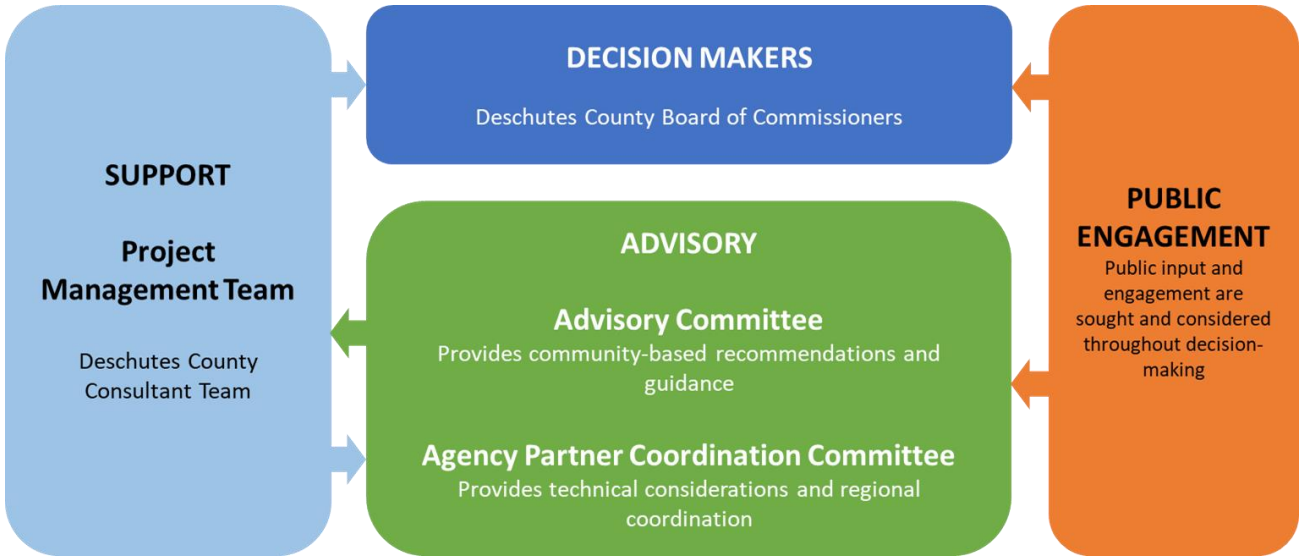 SUPPORT
Project
Management Team
Deschutes County
Consultant Team
DECISION MAKERS
Deschutes County Board of Commissioners
ADVISORY
Advisory Committee
Provides community-based recommendations and
guidance
Agency Partner Coordination Committee
Provides technical considerations and regional
coordination
PUBLIC
ENGAGEMENT
Public input and
engagement are
sought and considered
throughout decision-
making